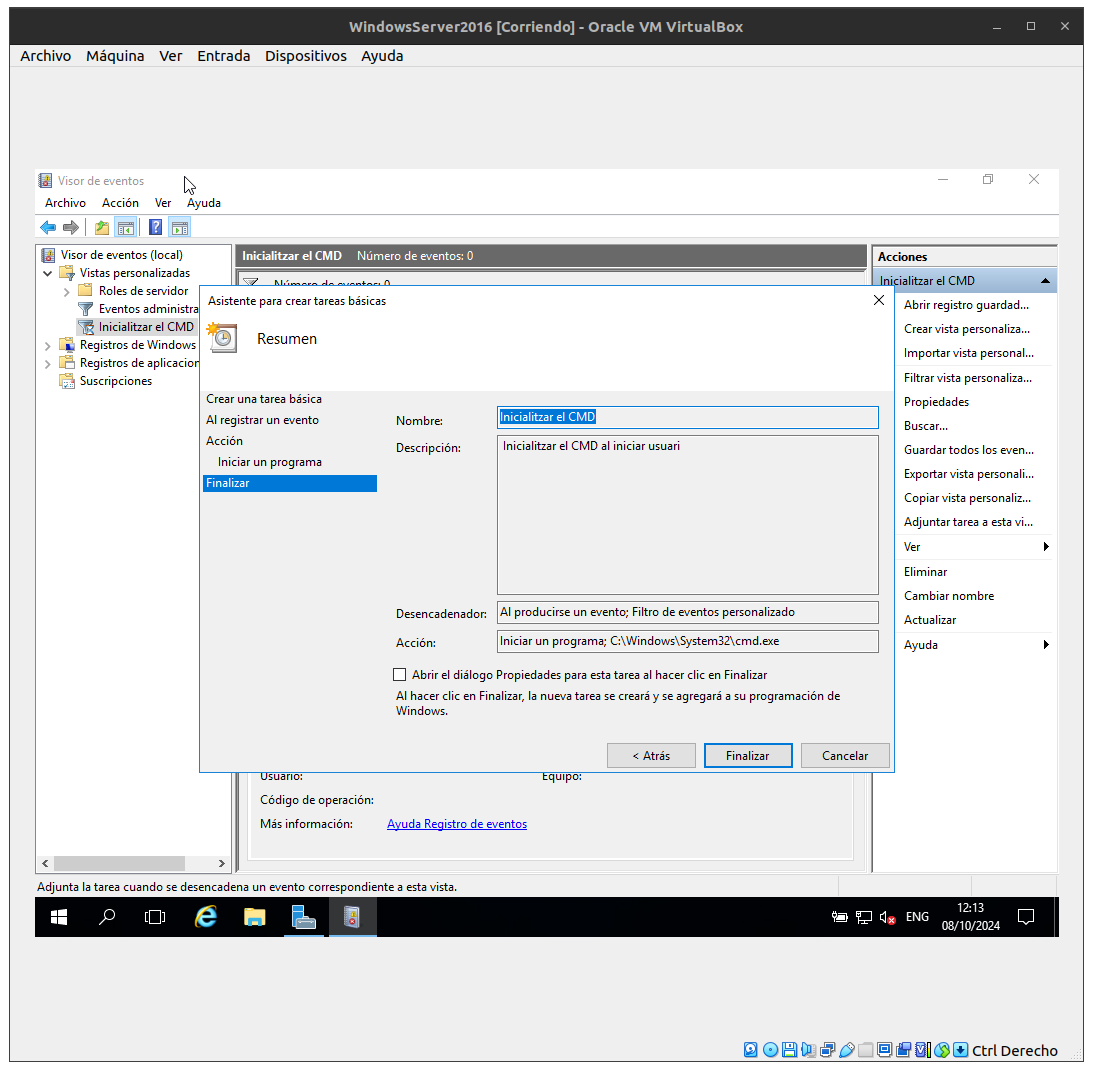 WindowsServer2016 [Corriendo] - Oracle VM VirtualBox
Archivo Máquina Ver Entrada Dispositivos Ayuda
Visor de eventos
Archivo Acción Ver Ayuda
Visor de eventos (local)
Vistas personalizadas
Roles de servidor
Eventos administra
Inicialitzar el CMD
Registros de Windows
Registros de aplicacion
Suscripciones
Inicialitzar el CMD Número de eventos: 0
Número de eventos: 0
Asistente para crear tareas básicas
Resumen
Crear una tarea básica
Al registrar un evento
Acción
Iniciar un programa
Finalizar
Nombre: Inicialitzar el CMD
Descripción: Inicialitzar el CMD al iniciar usuari
Desencadenador: Al producirse un evento; Filtro de eventos personalizado
Acción: Iniciar un programa; C:\Windows\System32\cmd.exe
Abrir el diálogo Propiedades para esta tarea al hacer clic en Finalizar
Al hacer clic en Finalizar, la nueva tarea se creará y se agregará a su programación de
Windows.
< Atrás Finalizar Cancelar
Usuario: Equipo:
Código de operación:
Más información: Ayuda Registro de eventos
Acciones
Inicialitzar el CMD
Abrir registro guardad...
Crear vista personaliza...
Importar vista personal...
Filtrar vista personaliza...
Propiedades
Buscar...
Guardar todos los even...
Exportar vista personali...
Copiar vista personaliz...
Adjuntar tarea a esta vi...
Ver
Eliminar
Cambiar nombre
Actualizar
Ayuda
Adjunta la tarea cuando se desencadena un evento correspondiente a esta vista.
ENG 12:13
08/10/2024
Ctrl Derecho